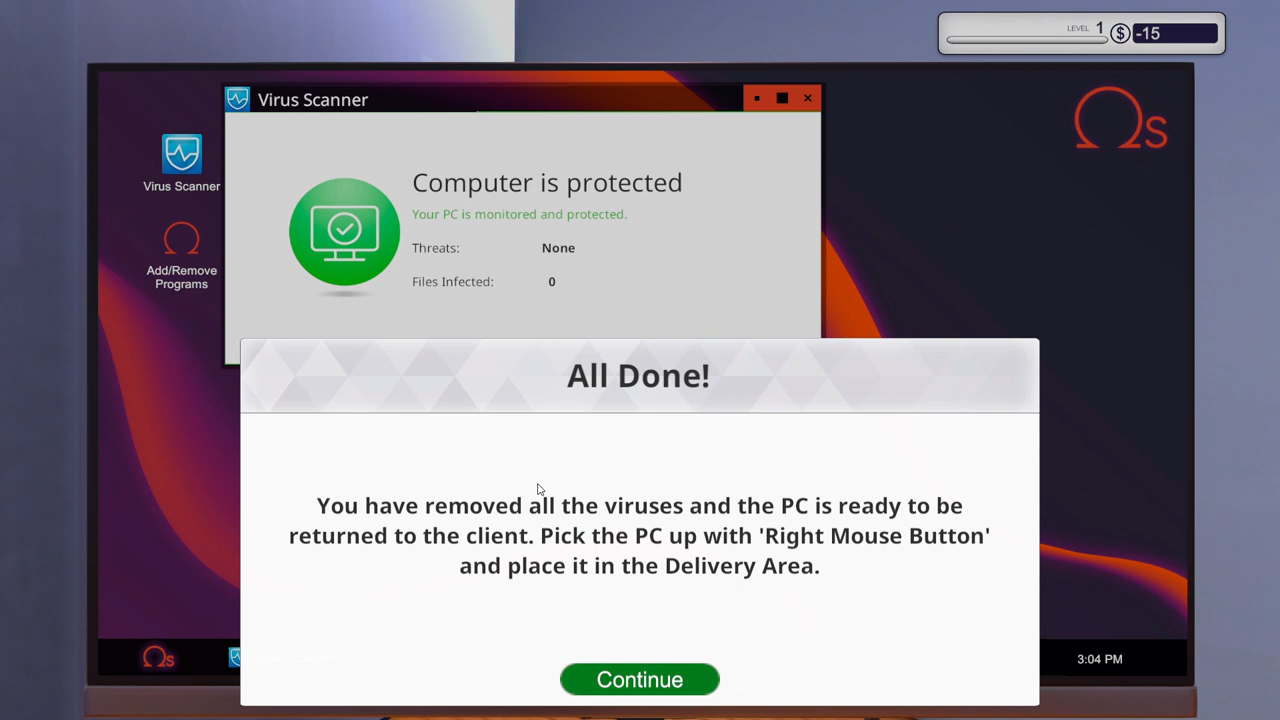 LEVEL 1 $ -15
Virus Scanner
Ωs
Virus Scanner
Computer is protected
Your PC is monitored and protected.
Threats: None
Files Infected: 0
Add/Remove
Programs
All Done!
You have removed all the viruses and the PC is ready to be
returned to the client. Pick the PC up with 'Right Mouse Button'
and place it in the Delivery Area.
Ωs
3:04 PM
Continue